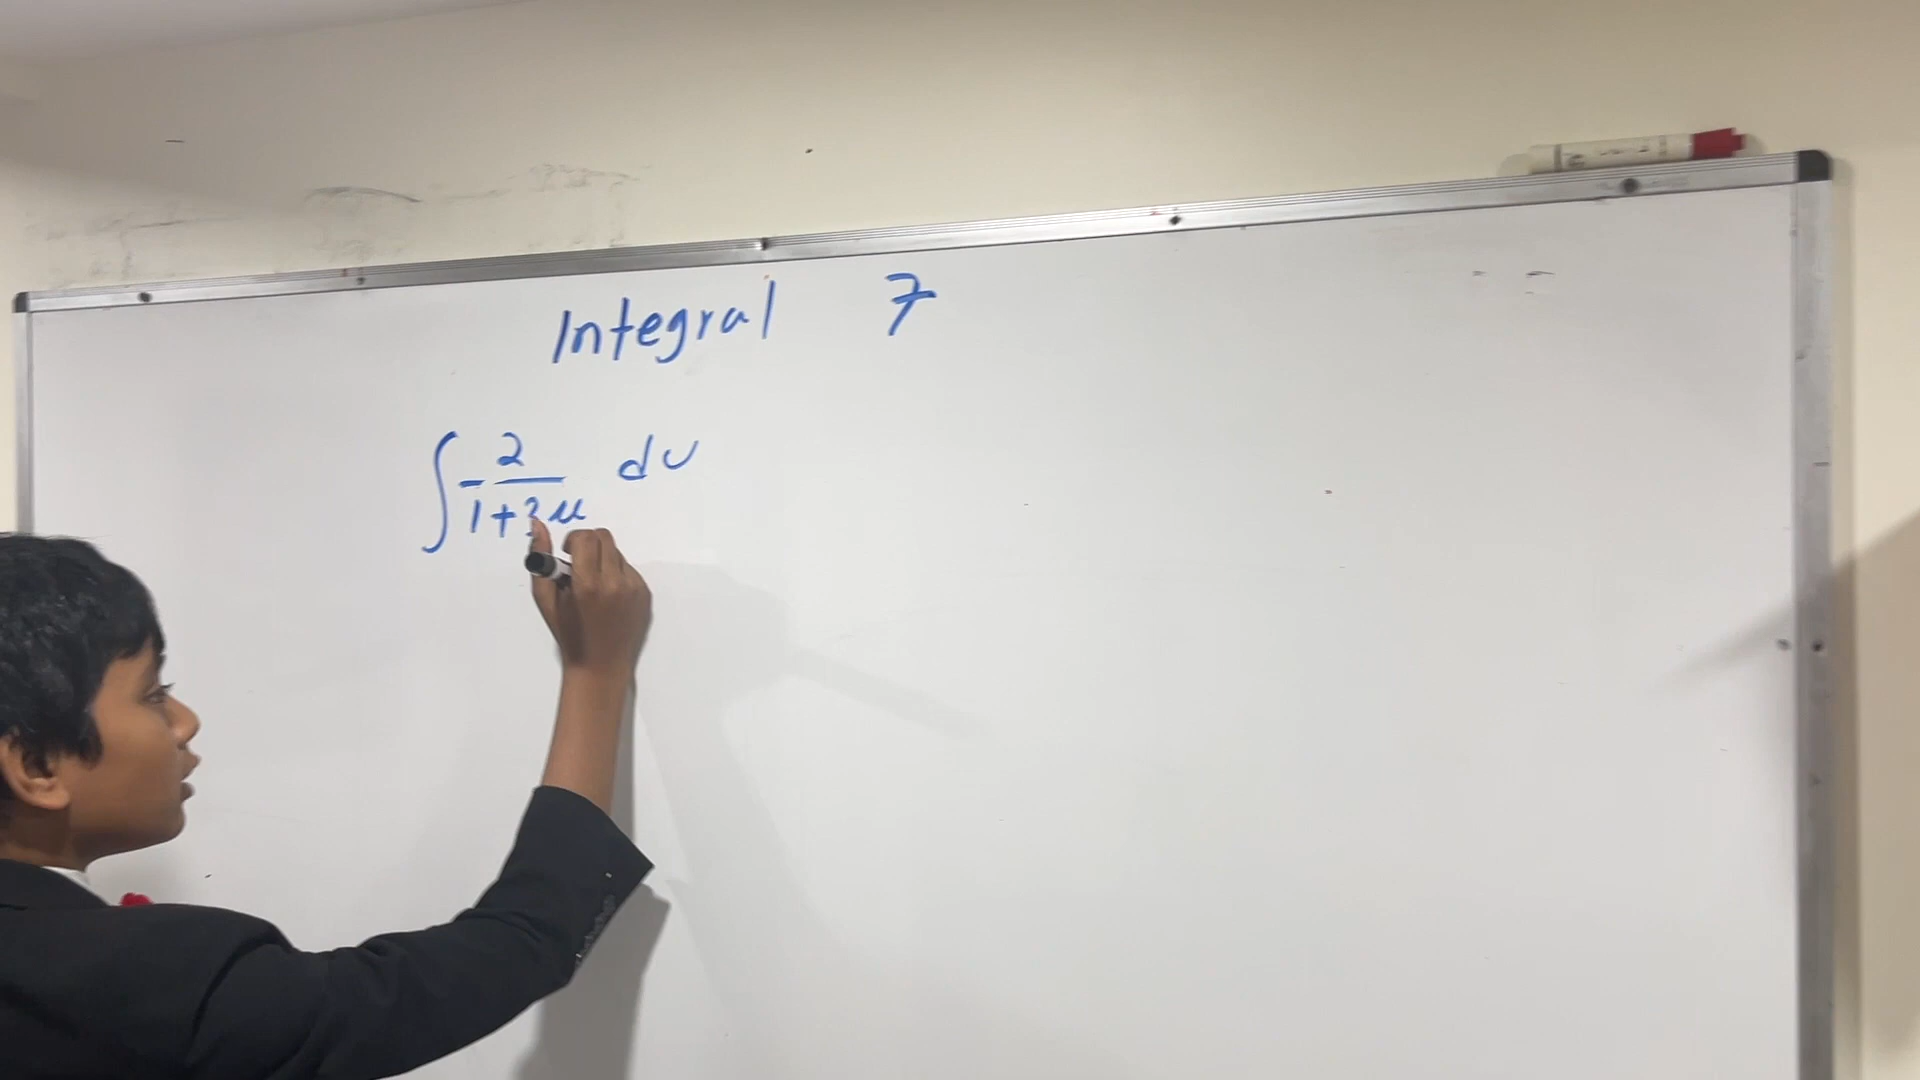 Integral 7
∫ 2/(1+3u) du